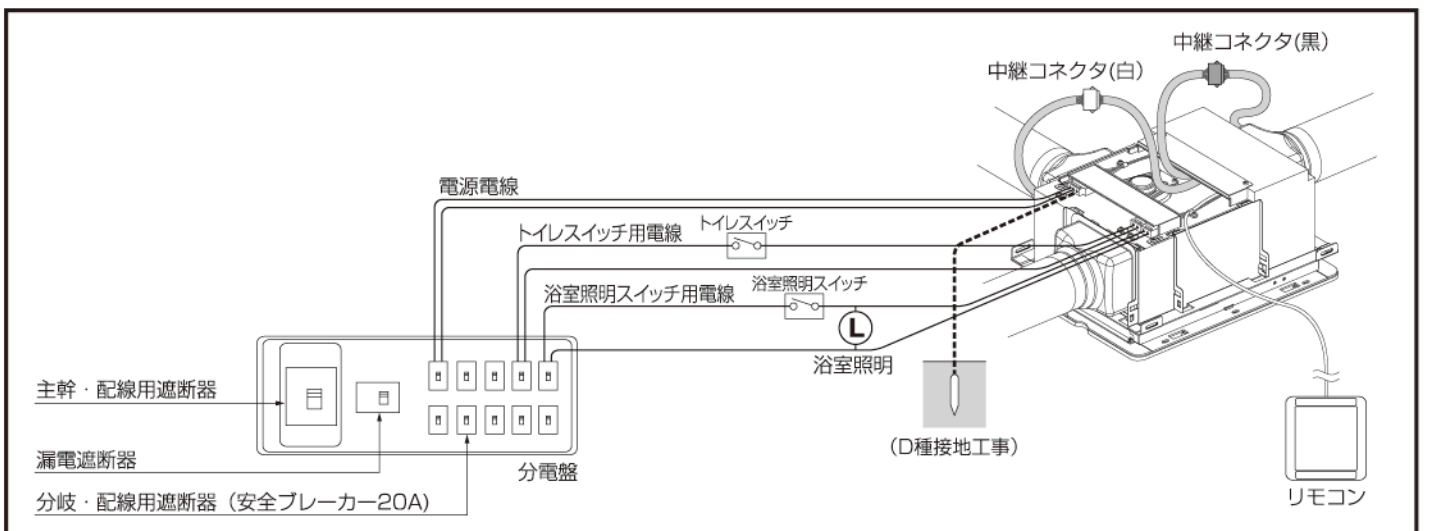 中継コネクタ(黒)
中継コネクタ(白)
電源電線
トイレスイッチ用電線
トイレスイッチ
浴室照明スイッチ用電線
浴室照明スイッチ
L
浴室照明
主幹・配線用遮断器
漏電遮断器
分電盤
分岐・配線用遮断器（安全ブレーカー20A)
（D種接地工事）
リモコン